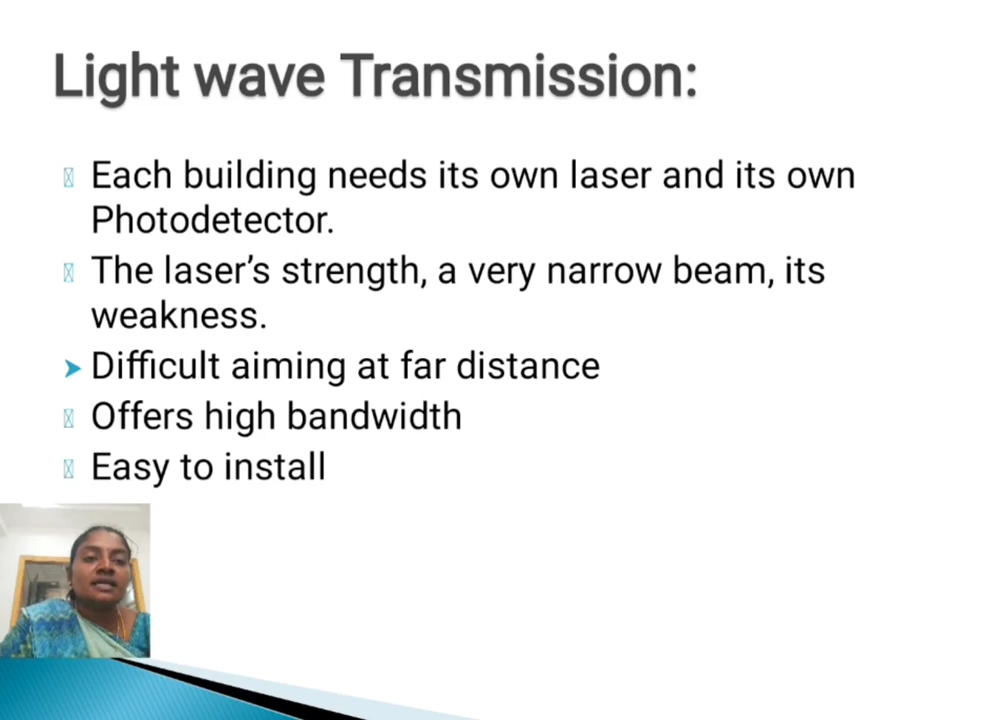 Light wave Transmission:
Each building needs its own laser and its own
Photodetector.
The laser’s strength, a very narrow beam, its
weakness.
Difficult aiming at far distance
Offers high bandwidth
Easy to install